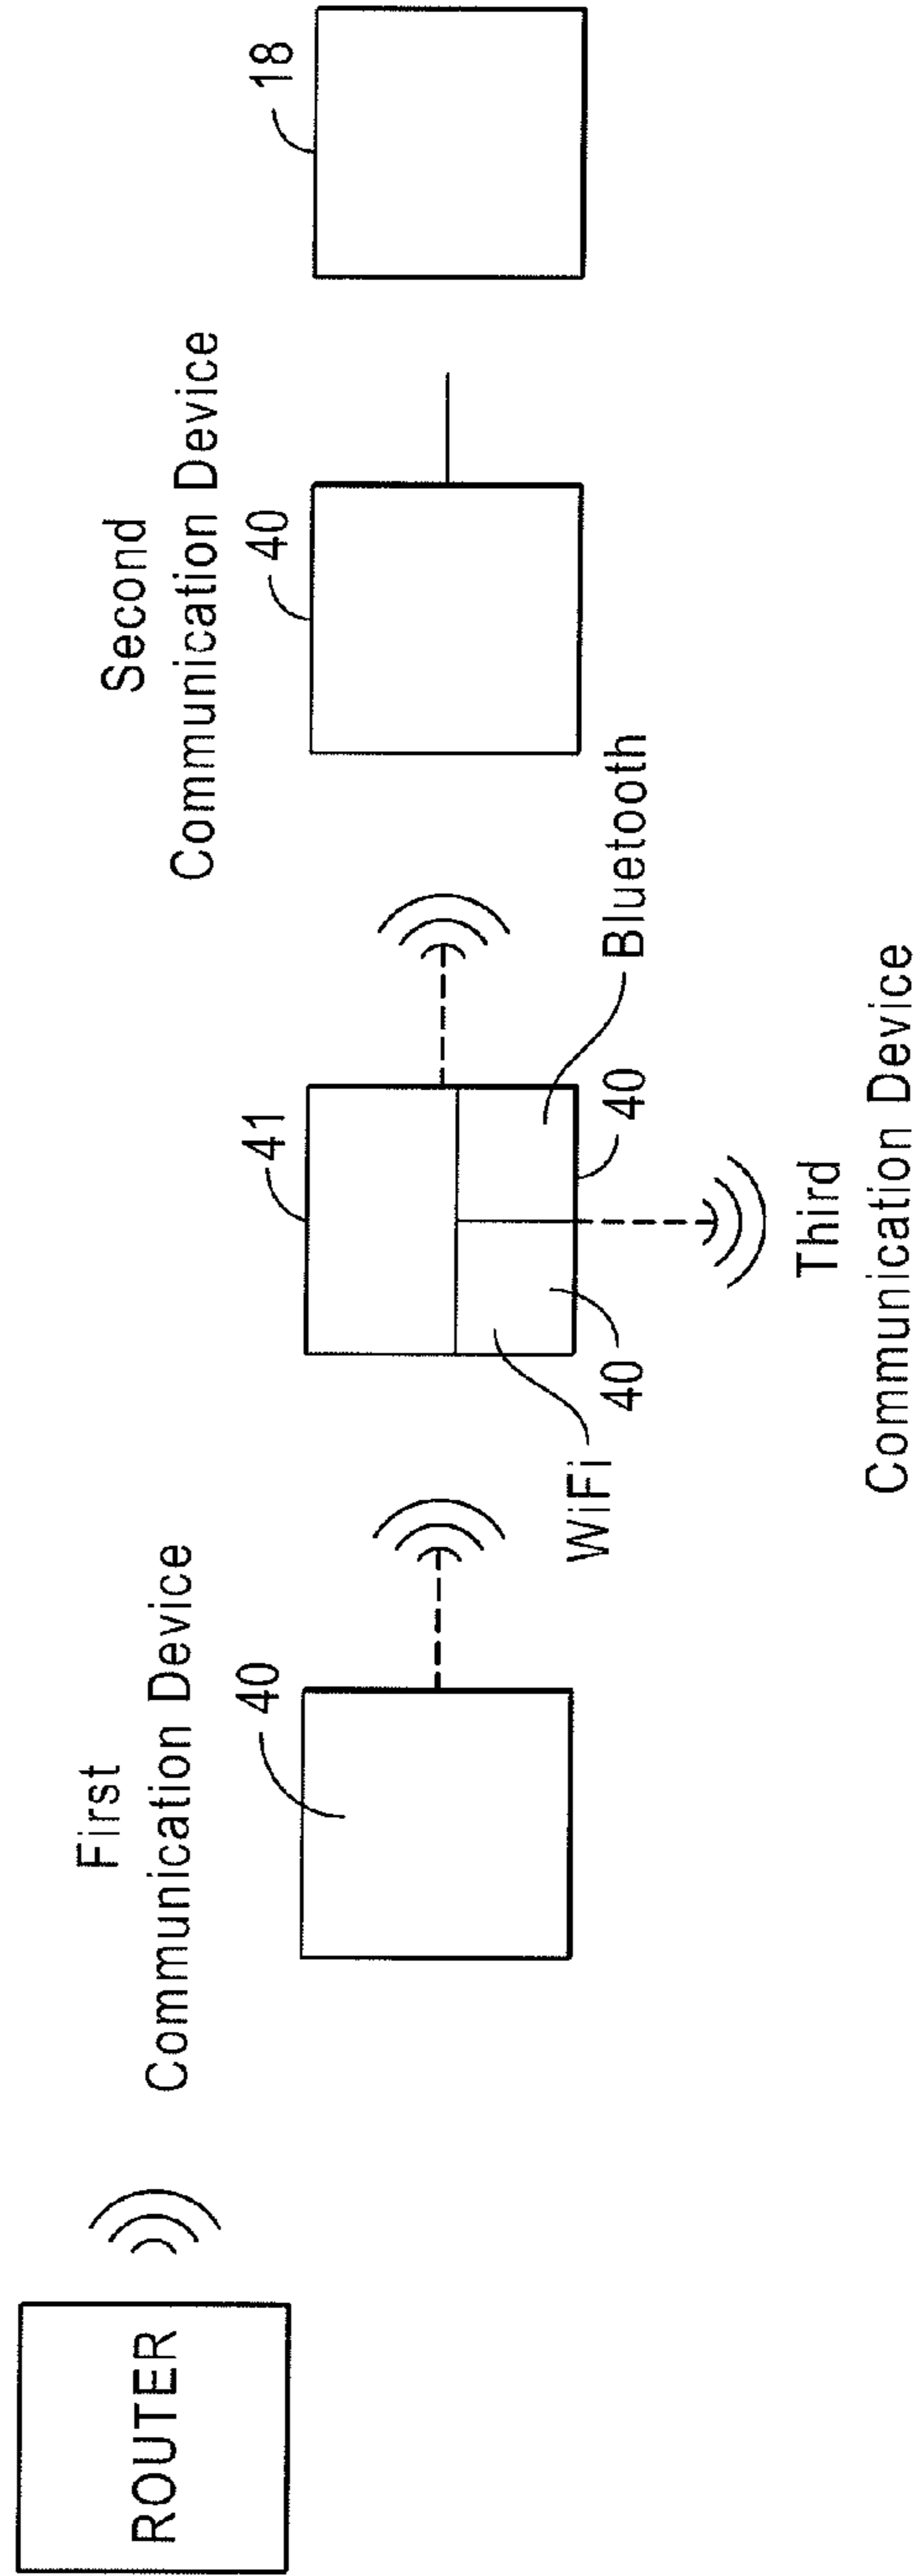 ROUTER
First
Communication Device
40
41
WiFi
40
40
Bluetooth
Third
Communication Device
Second
Communication Device
40
18